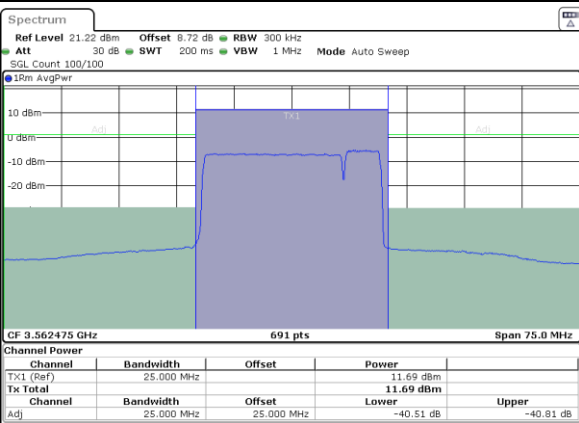 Spectrum
Ref Level 21.22 dBm Offset 8.72 dB RBW 300 kHz
Att 30 dB SWT 200 ms VBW 1 MHz Mode Auto Sweep
SGL Count 100/100
1Rm AvgPwr
10 dBm
TX1
Adj Adj
0 dBm
-10 dBm
-20 dBm
CF 3.562475 GHz 691 pts Span 75.0 MHz
Channel Power
Channel Bandwidth Offset Power
TX1 (Ref) 25.000 MHz 11.69 dBm
Tx Total 11.69 dBm
Channel Bandwidth Offset Lower Upper
Adj 25.000 MHz 25.000 MHz -40.51 dB -40.81 dB